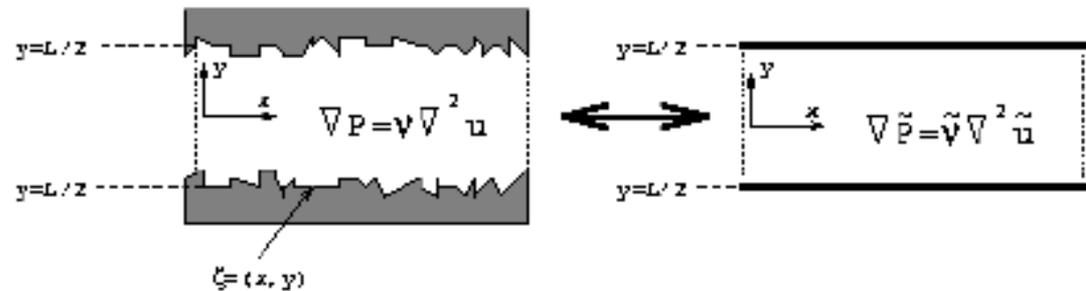 y=L/2
y
x
∇P=ν∇²u
y=L/2
ζ=(x, y)
y=L/2
y
x
∇P̃=ν̃∇²ũ
y=L/2